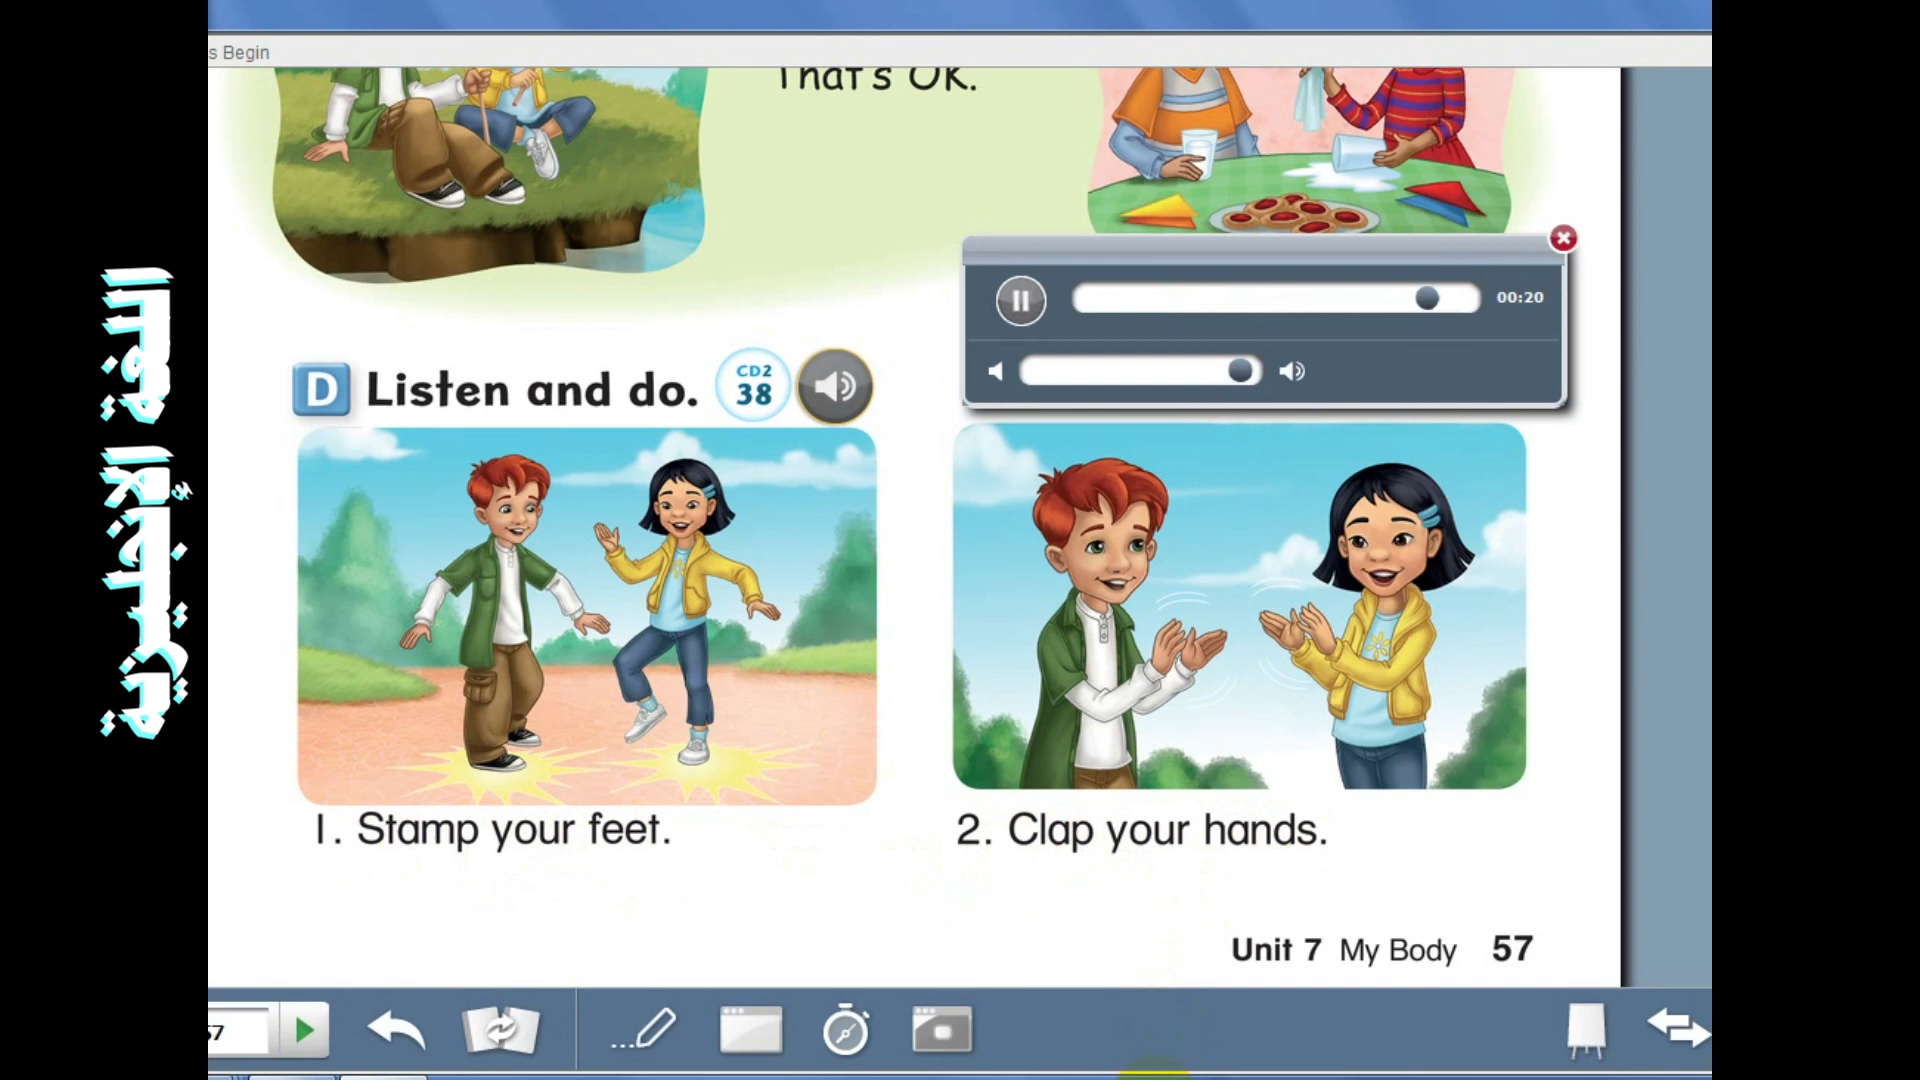 s Begin
That's OK.
00:20
D Listen and do. CD2 38
1. Stamp your feet.
2. Clap your hands.
Unit 7 My Body 57
57
اللغة الإنجليزية